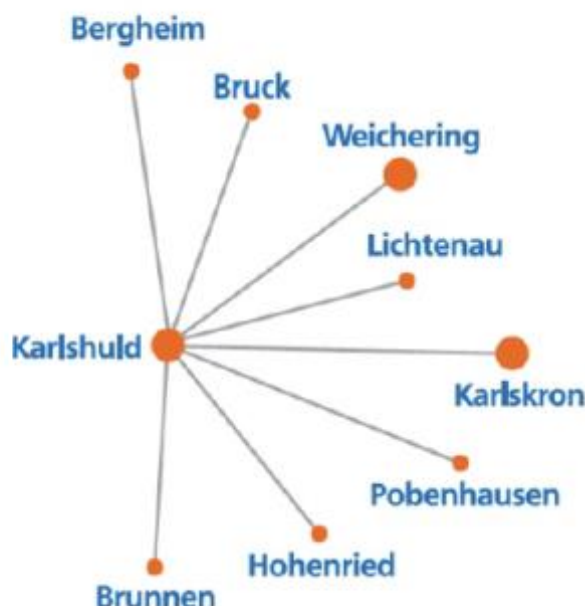 Bergheim
Bruck
Weichering
Lichtenau
Karlshuld
Karlskron
Pobenhausen
Hohenried
Brunnen